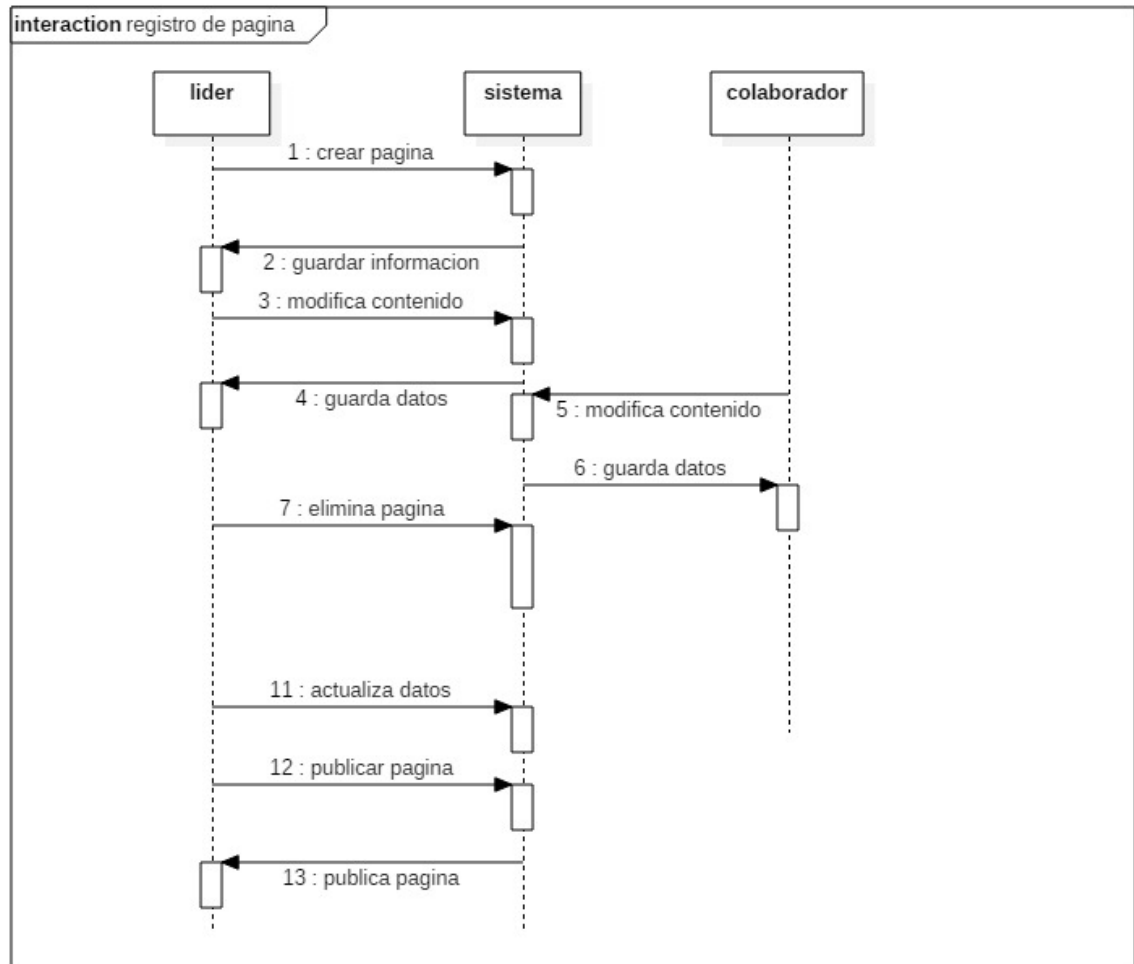 interaction registro de pagina
lider
sistema
colaborador
1 : crear pagina
2 : guardar informacion
3 : modifica contenido
4 : guarda datos
5 : modifica contenido
6 : guarda datos
7 : elimina pagina
11 : actualiza datos
12 : publicar pagina
13 : publica pagina